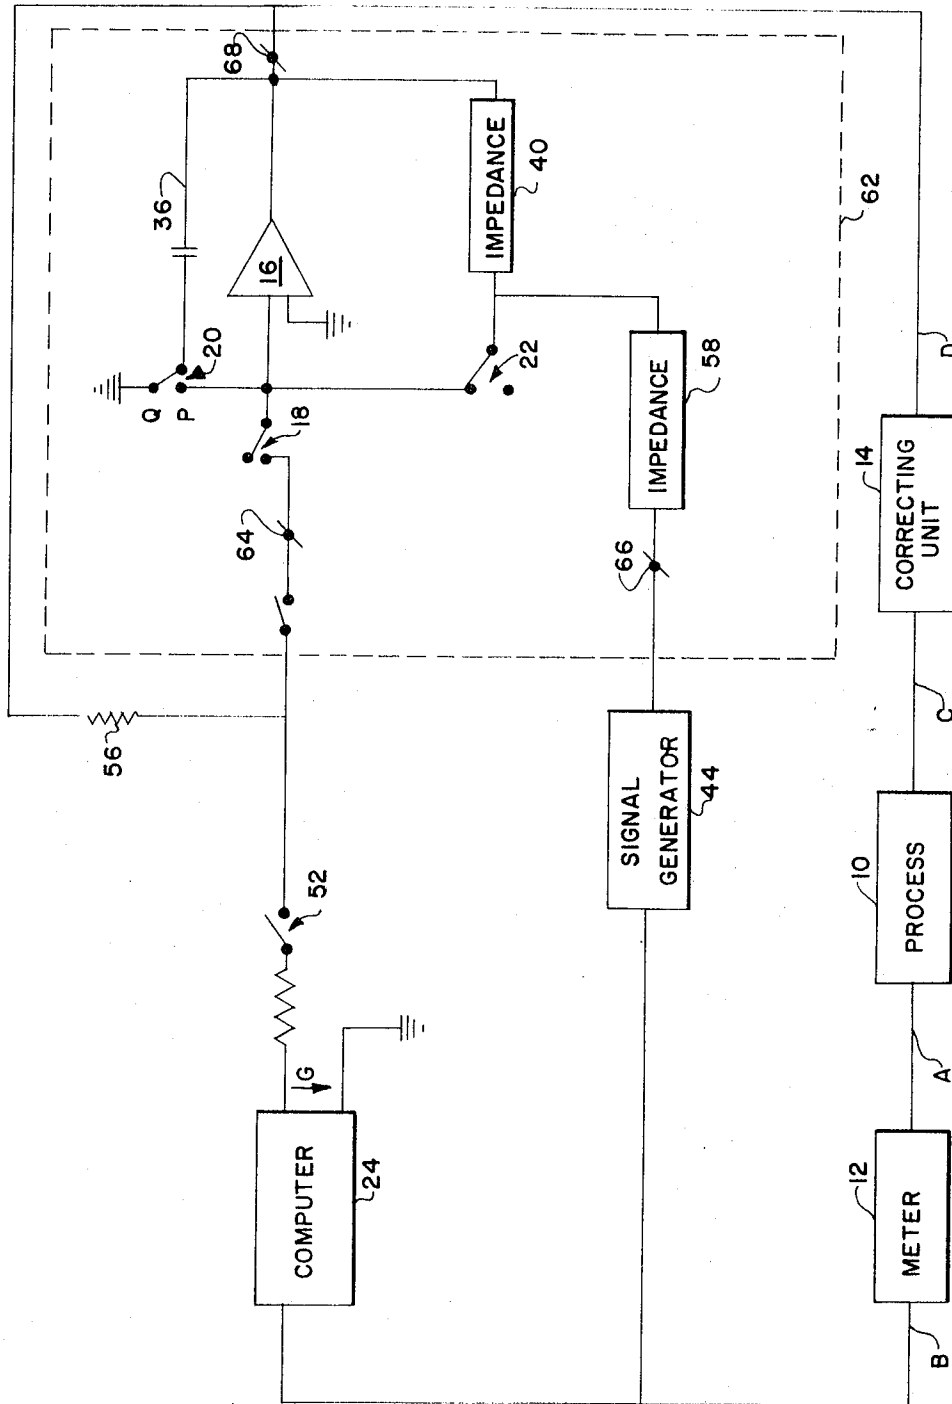 COMPUTER
24
G
52
56
SIGNAL
GENERATOR
44
64
18
Q
P
20
36
16
68
22
IMPEDANCE
40
IMPEDANCE
58
66
62
B
METER
12
A
PROCESS
10
C
CORRECTING
UNIT
14
D